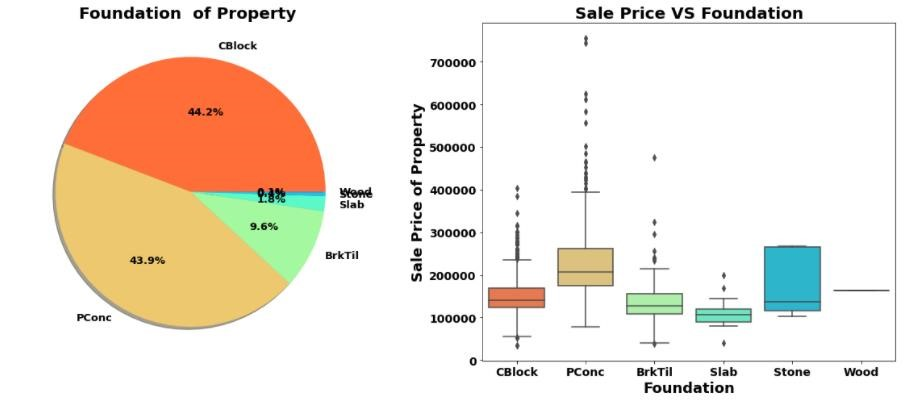 Foundation  of Property
CBlock
44.2%
0.1%
Wood
Stone
1.8%
Slab
9.6%
BrkTil
43.9%
PConc
Sale Price VS Foundation
Sale Price of Property
700000
600000
500000
400000
300000
200000
100000
0
CBlock PConc BrkTil Slab Stone Wood
Foundation